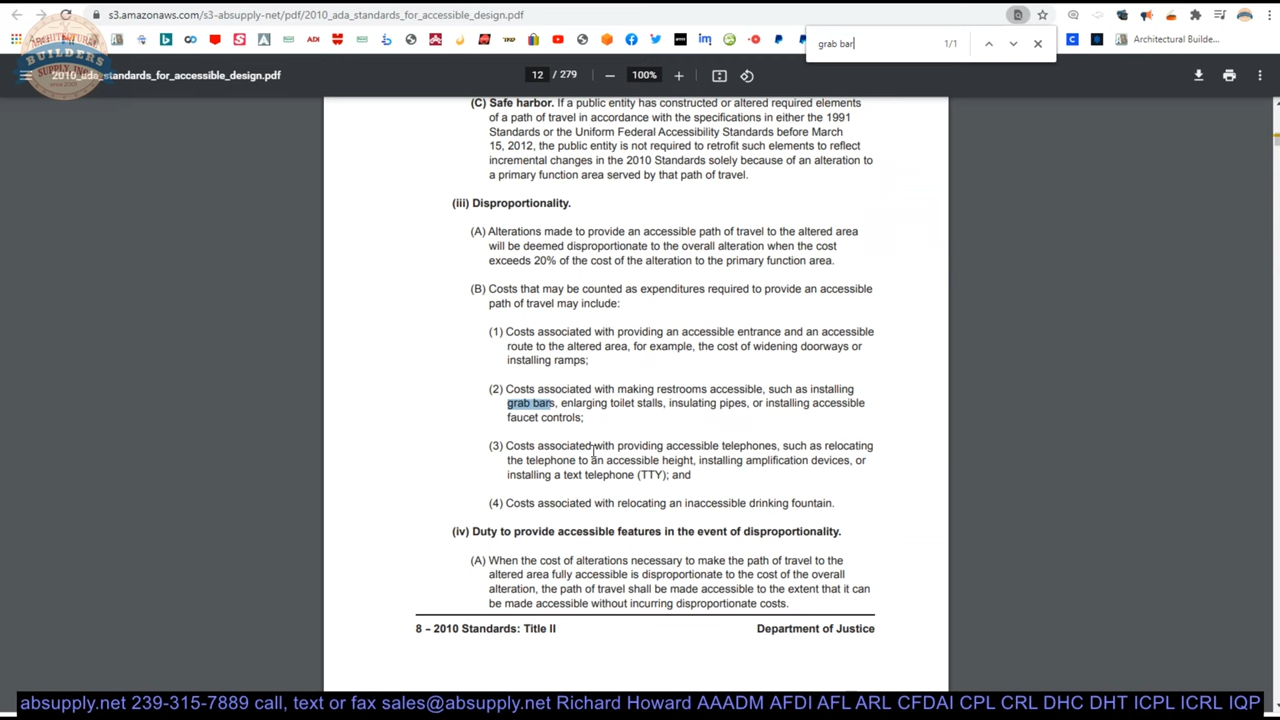 s3.amazonaws.com/s3-absupply-net/pdf/2010_ada_standards_for_accessible_design.pdf
grab bar 1/1
Architectural Builde...
ARCHITECTURAL
BUILDERS
SUPPLY, INC
2010_ada_standards_for_accessible_design.pdf 12 / 279 100%
(C) Safe harbor. If a public entity has constructed or altered required elements
of a path of travel in accordance with the specifications in either the 1991
Standards or the Uniform Federal Accessibility Standards before March
15, 2012, the public entity is not required to retrofit such elements to reflect
incremental changes in the 2010 Standards solely because of an alteration to
a primary function area served by that path of travel.
(iii) Disproportionality.
(A) Alterations made to provide an accessible path of travel to the altered area
will be deemed disproportionate to the overall alteration when the cost
exceeds 20% of the cost of the alteration to the primary function area.
(B) Costs that may be counted as expenditures required to provide an accessible
path of travel may include:
(1) Costs associated with providing an accessible entrance and an accessible
route to the altered area, for example, the cost of widening doorways or
installing ramps;
(2) Costs associated with making restrooms accessible, such as installing
grab bars, enlarging toilet stalls, insulating pipes, or installing accessible
faucet controls;
(3) Costs associated with providing accessible telephones, such as relocating
the telephone to an accessible height, installing amplification devices, or
installing a text telephone (TTY); and
(4) Costs associated with relocating an inaccessible drinking fountain.
(iv) Duty to provide accessible features in the event of disproportionality.
(A) When the cost of alterations necessary to make the path of travel to the
altered area fully accessible is disproportionate to the cost of the overall
alteration, the path of travel shall be made accessible to the extent that it can
be made accessible without incurring disproportionate costs.
8 – 2010 Standards: Title II Department of Justice
absupply.net 239-315-7889 call, text or fax sales@absupply.net Richard Howard AAADM AFDI AFL ARL CFDAI CPL CRL DHC DHT ICPL ICRL IQP